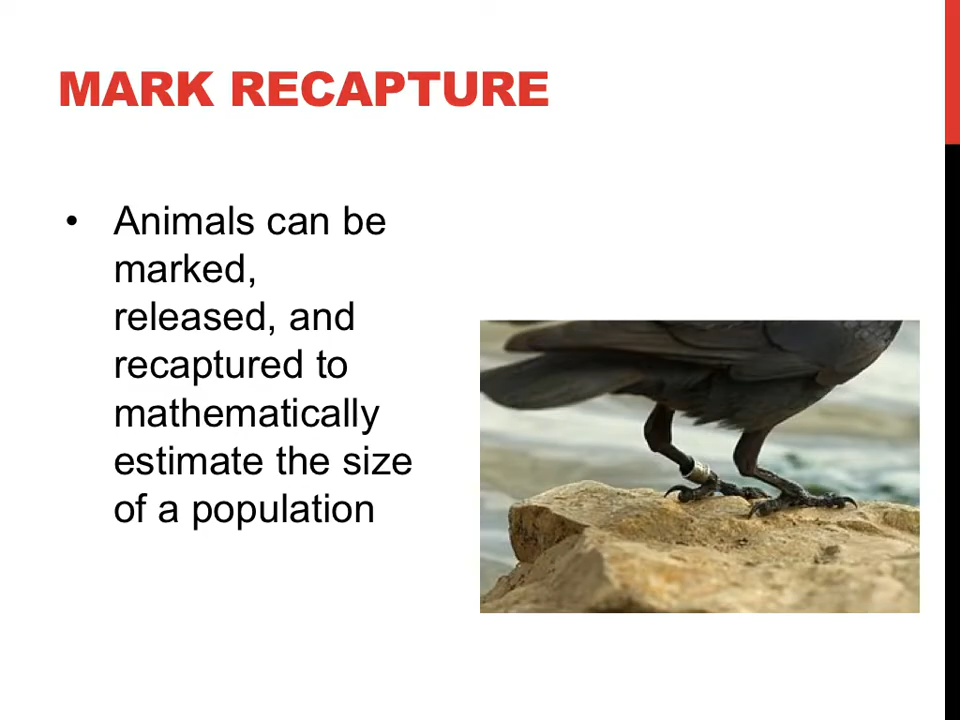 MARK RECAPTURE
• Animals can be
marked,
released, and
recaptured to
mathematically
estimate the size
of a population